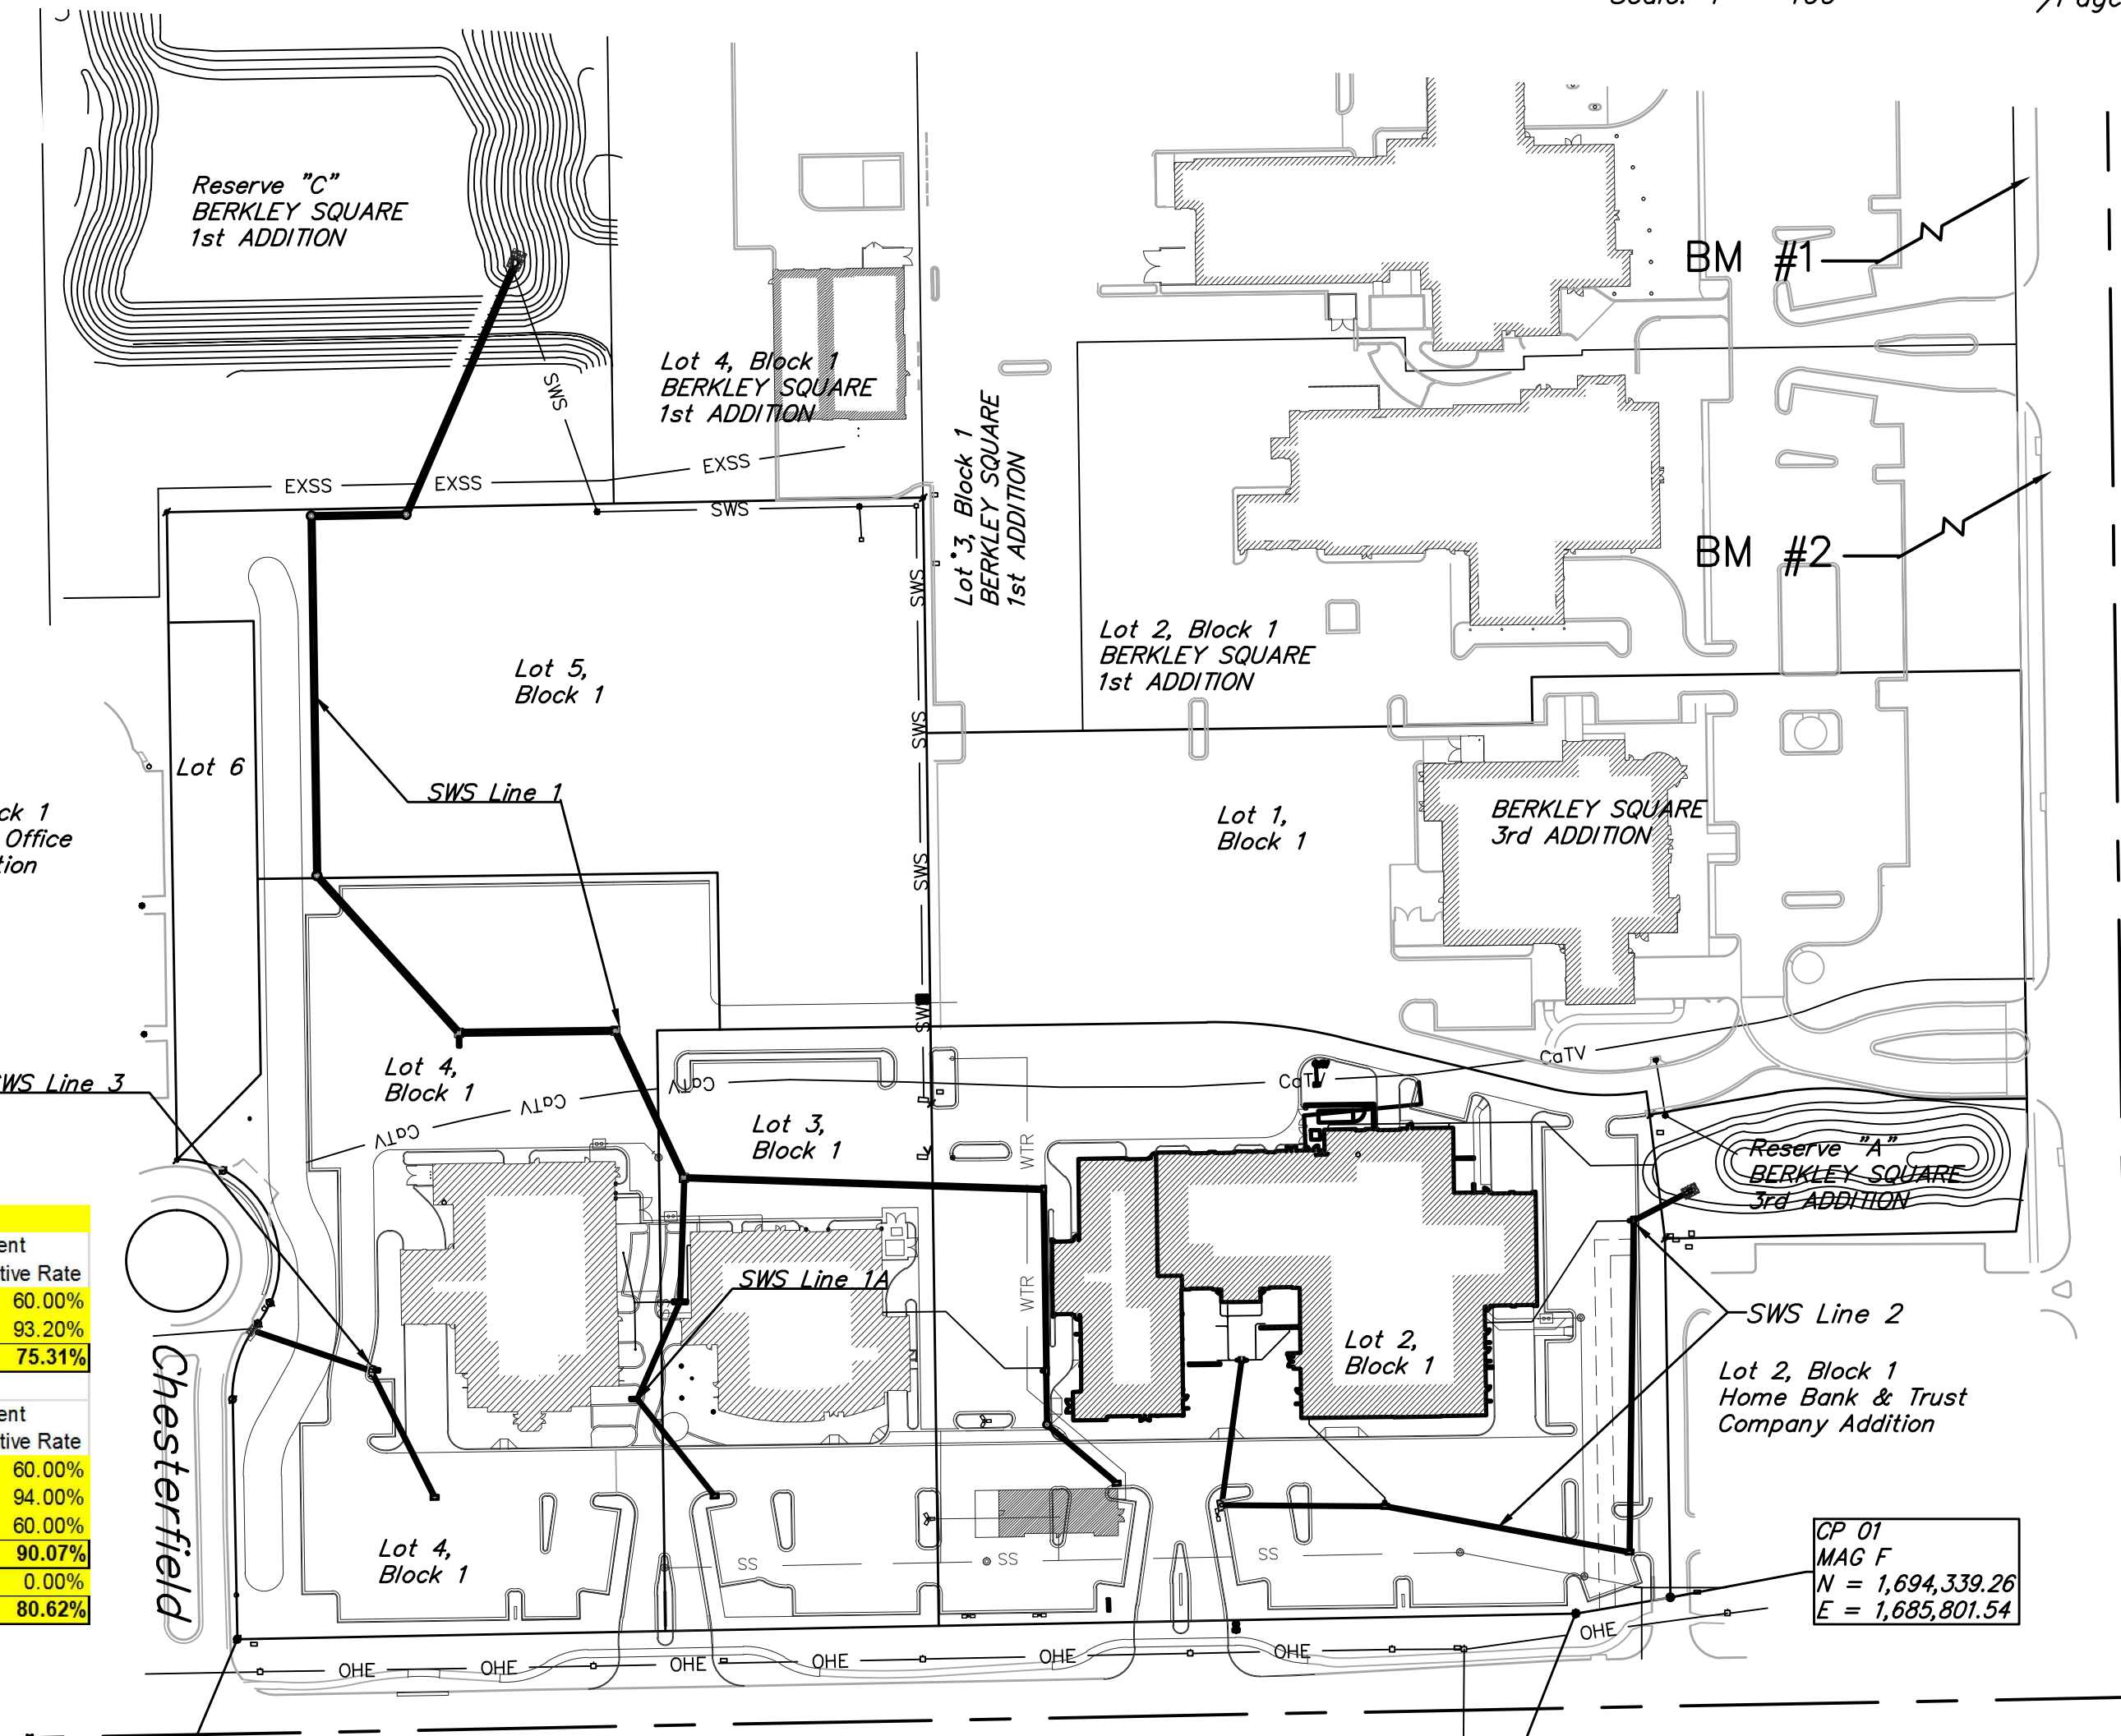 Reserve "C"
BERKLEY SQUARE
1st ADDITION
BM #1
SWS
Lot 4, Block 1
BERKLEY SQUARE
1st ADDITION
EXSS
EXSS
EXSS
SWS
Lot 3, Block 1
BERKLEY SQUARE
1st ADDITION
BM #2
SWS
Lot 2, Block 1
BERKLEY SQUARE
1st ADDITION
Lot 5,
Block 1
SWS
Lot 6
SWS Line 1
ck 1
Office
tion
Lot 1,
Block 1
BERKLEY SQUARE
3rd ADDITION
SWS
SWS
CaTV
SWS Line 3
Lot 4,
Block 1
CaTV
CaTV
CaTV
CaTV
Lot 3,
Block 1
WTR
Reserve "A"
BERKLEY SQUARE
3rd ADDITION
ent
tive Rate
60.00%
93.20%
75.31%
SWS Line 1A
WTR
SWS Line 2
Lot 2,
Block 1
Lot 2, Block 1
Home Bank & Trust
Company Addition
ent
tive Rate
60.00%
94.00%
60.00%
90.07%
0.00%
80.62%
Chesterfield
Lot 4,
Block 1
SS
SS
SS
CP 01
MAG F
N = 1,694,339.26
E = 1,685,801.54
OHE
OHE
OHE
OHE
OHE
OHE
OHE